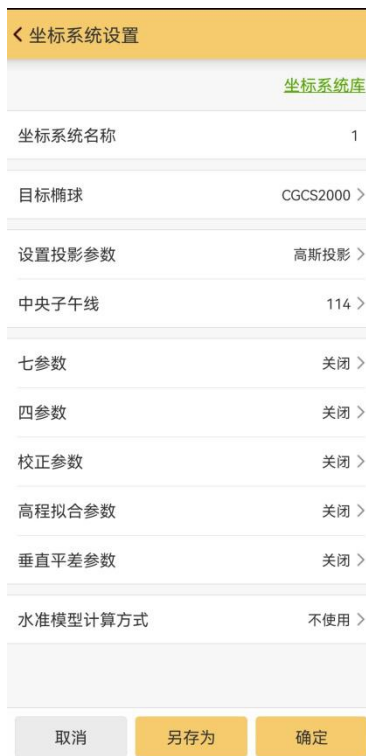 坐标系统设置
坐标系统库
坐标系统名称 1
目标椭球 CGCS2000
设置投影参数 高斯投影
中央子午线 114
七参数 关闭
四参数 关闭
校正参数 关闭
高程拟合参数 关闭
垂直平差参数 关闭
水准模型计算方式 不使用
取消 另存为 确定